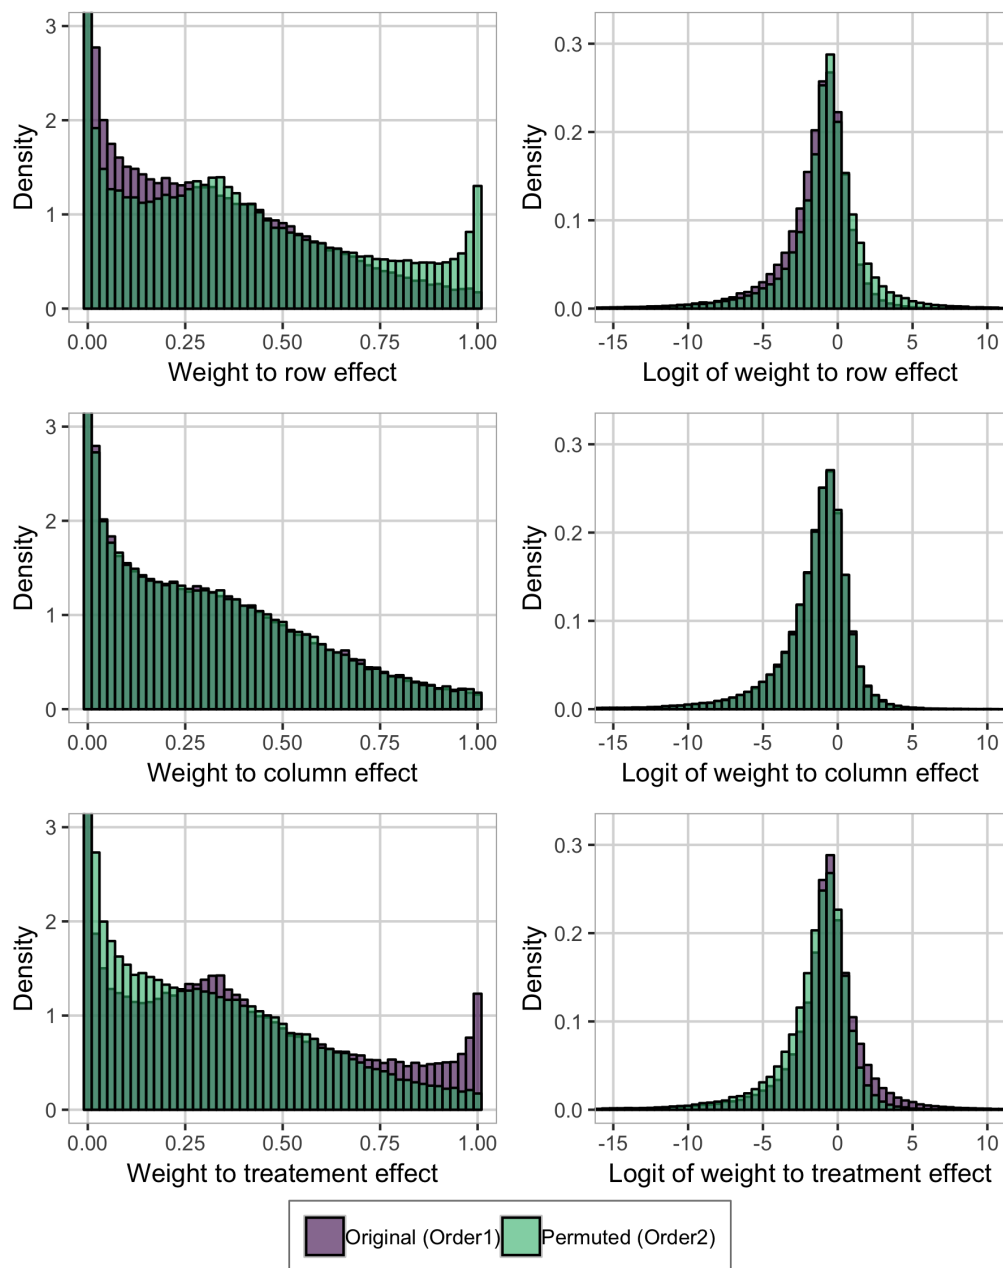 3
2
1
0
Density
0.00 0.25 0.50 0.75 1.00
Weight to row effect
0.3
0.2
0.1
0.0
Density
-15 -10 -5 0 5 10
Logit of weight to row effect
3
2
1
0
Density
0.00 0.25 0.50 0.75 1.00
Weight to column effect
0.3
0.2
0.1
0.0
Density
-15 -10 -5 0 5 10
Logit of weight to column effect
3
2
1
0
Density
0.00 0.25 0.50 0.75 1.00
Weight to treatement effect
0.3
0.2
0.1
0.0
Density
-15 -10 -5 0 5 10
Logit of weight to treatment effect
Original (Order1) Permuted (Order2)